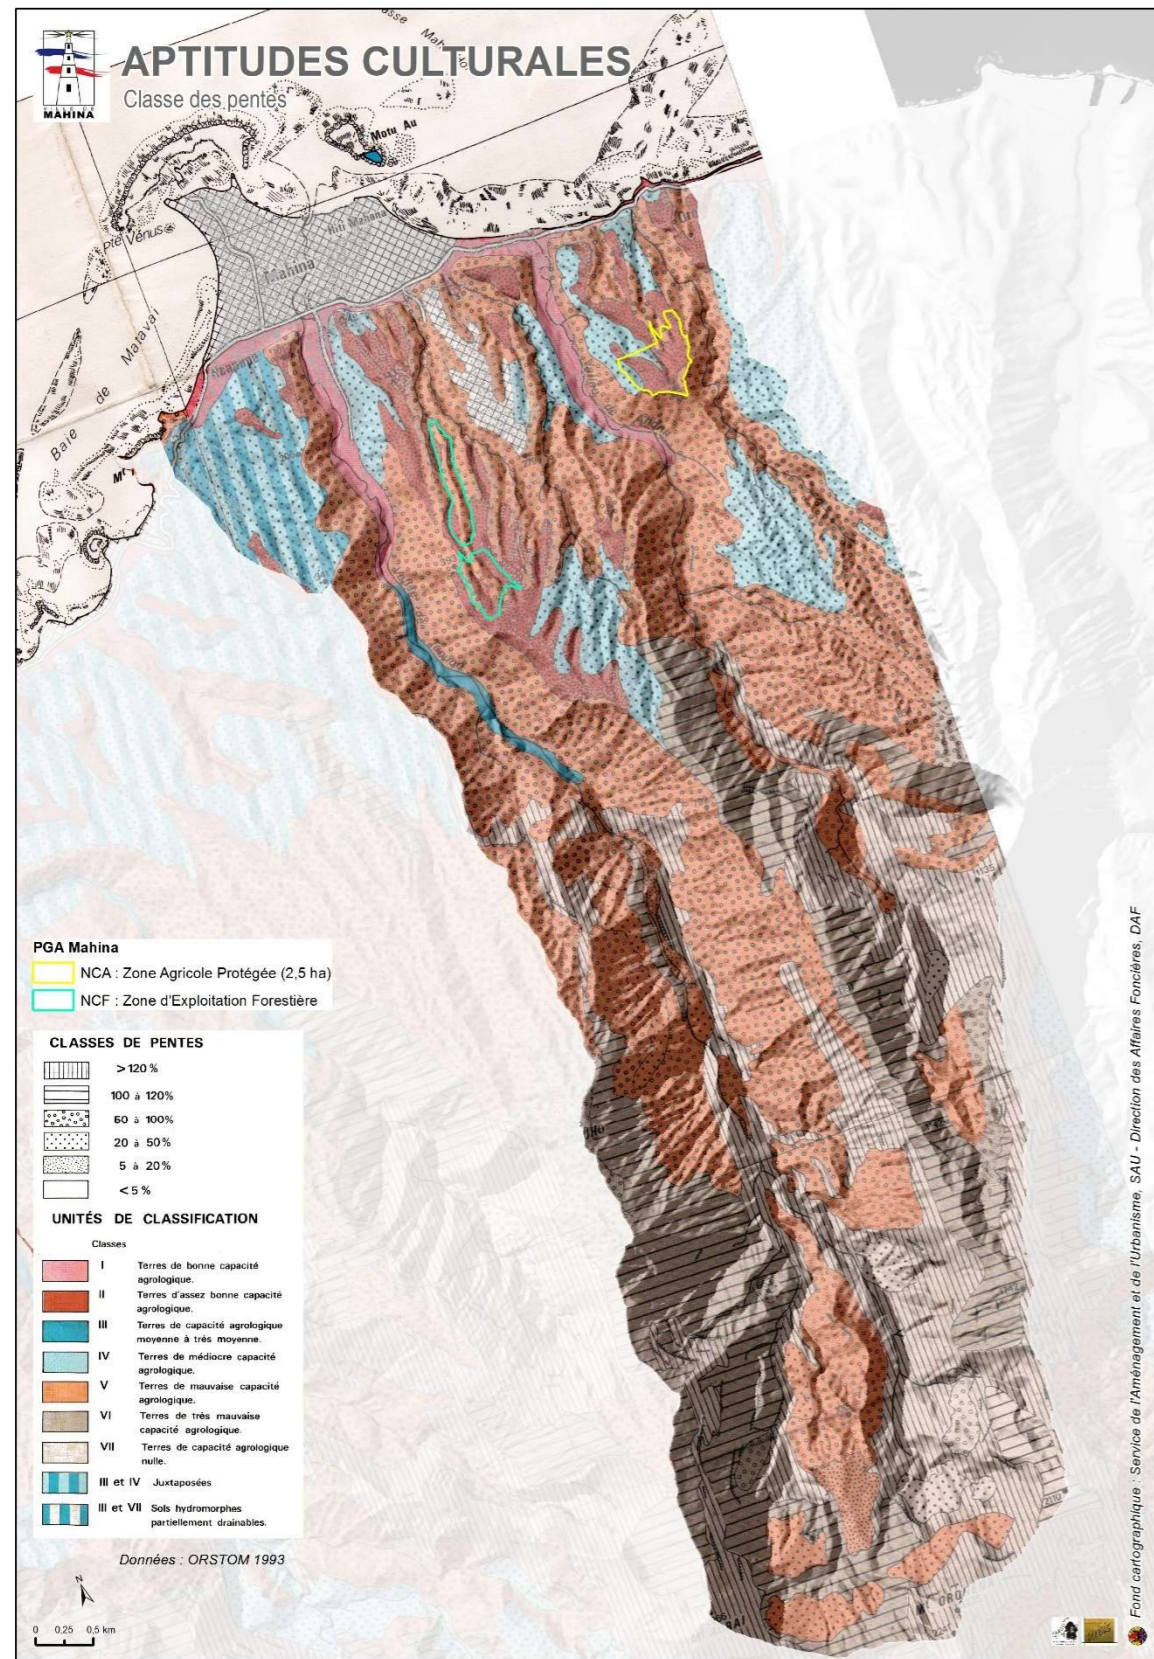 APTITUDES CULTURALES
Classe des pentes
VILLE DE
MAHINA
Motu Au
Pte Vénus
Hiti Mahana
Mahina
Baie de Matavai
Mt
PGA Mahina
NCA : Zone Agricole Protégée (2,5 ha)
NCF : Zone d'Exploitation Forestière
CLASSES DE PENTES
>120 %
100 à 120%
50 à 100%
20 à 50%
5 à 20%
<5 %
UNITÉS DE CLASSIFICATION
Classes
I Terres de bonne capacité
agrologique.
II Terres d'assez bonne capacité
agrologique.
III Terres de capacité agrologique
moyenne à très moyenne.
IV Terres de médiocre capacité
agrologique.
V Terres de mauvaise capacité
agrologique.
VI Terres de très mauvaise
capacité agrologique.
VII Terres de capacité agrologique
nulle.
III et IV Juxtaposées
III et VII Sols hydromorphes
partiellement drainables.
Données : ORSTOM 1993
N
0 0,25 0,5 km
1135
Fond cartographique : Service de l'Aménagement et de l'Urbanisme, SAU - Direction des Affaires Foncières, DAF